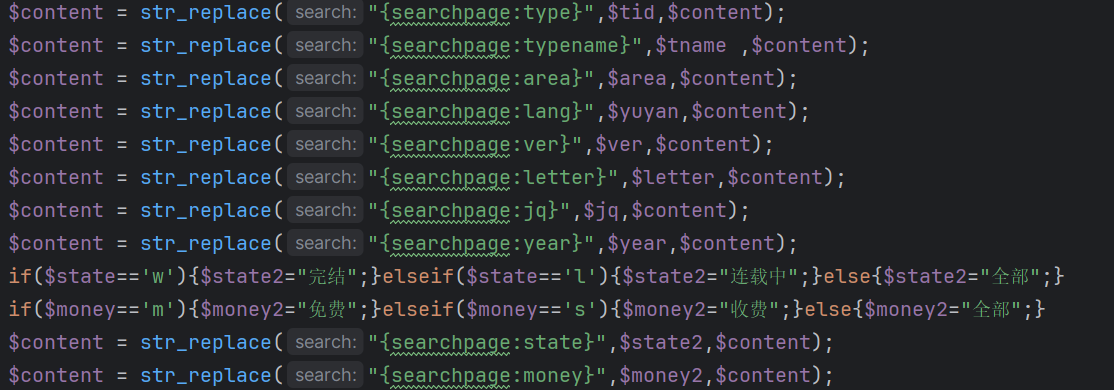 $content = str_replace( search: "{searchpage:type}",$tid,$content);
$content = str_replace( search: "{searchpage:typename}",$tname ,$content);
$content = str_replace( search: "{searchpage:area}",$area,$content);
$content = str_replace( search: "{searchpage:lang}",$yuyan,$content);
$content = str_replace( search: "{searchpage:ver}",$ver,$content);
$content = str_replace( search: "{searchpage:letter}",$letter,$content);
$content = str_replace( search: "{searchpage:jq}",$jq,$content);
$content = str_replace( search: "{searchpage:year}",$year,$content);
if($state=='w'){$state2="完结";}elseif($state=='l'){$state2="连载中";}else{$state2="全部";}
if($money=='m'){$money2="免费";}elseif($money=='s'){$money2="收费";}else{$money2="全部";}
$content = str_replace( search: "{searchpage:state}",$state2,$content);
$content = str_replace( search: "{searchpage:money}",$money2,$content);